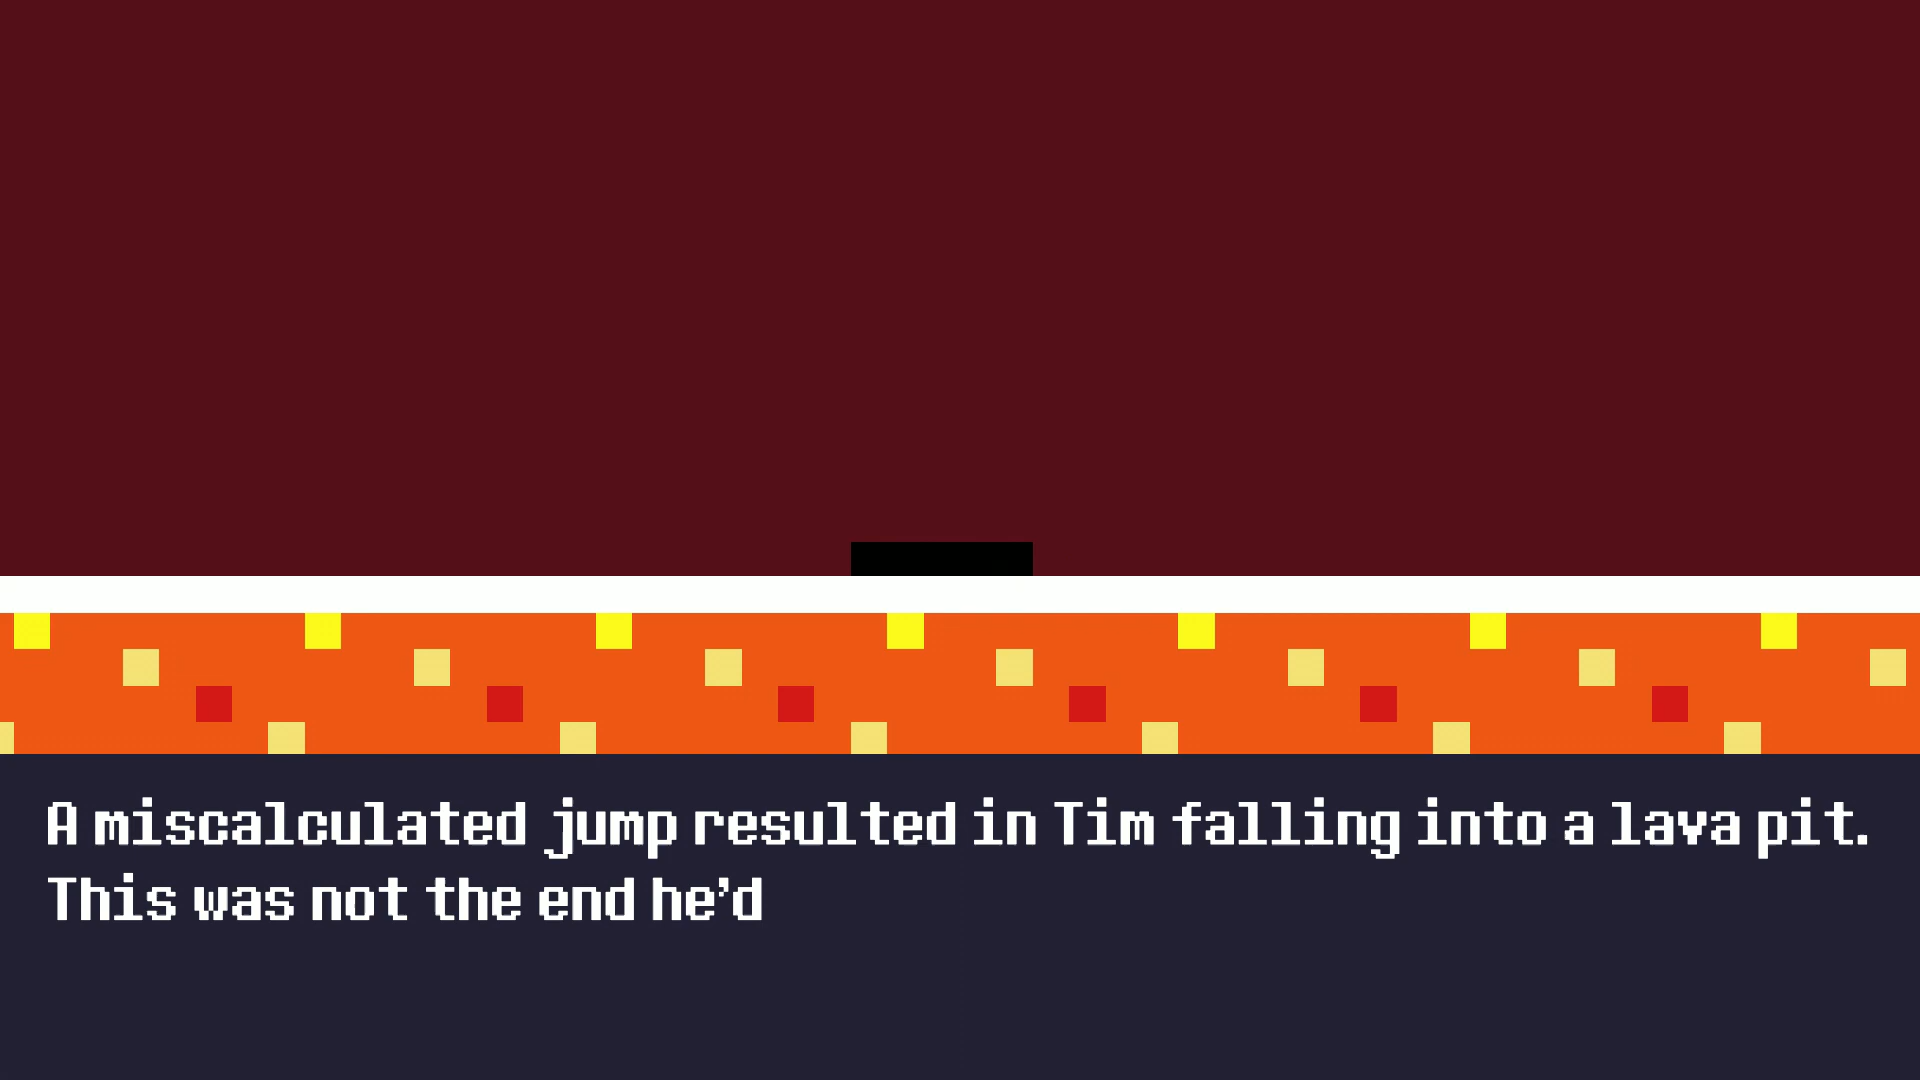 A miscalculated jump resulted in Tim falling into a lava pit.
This was not the end he'd